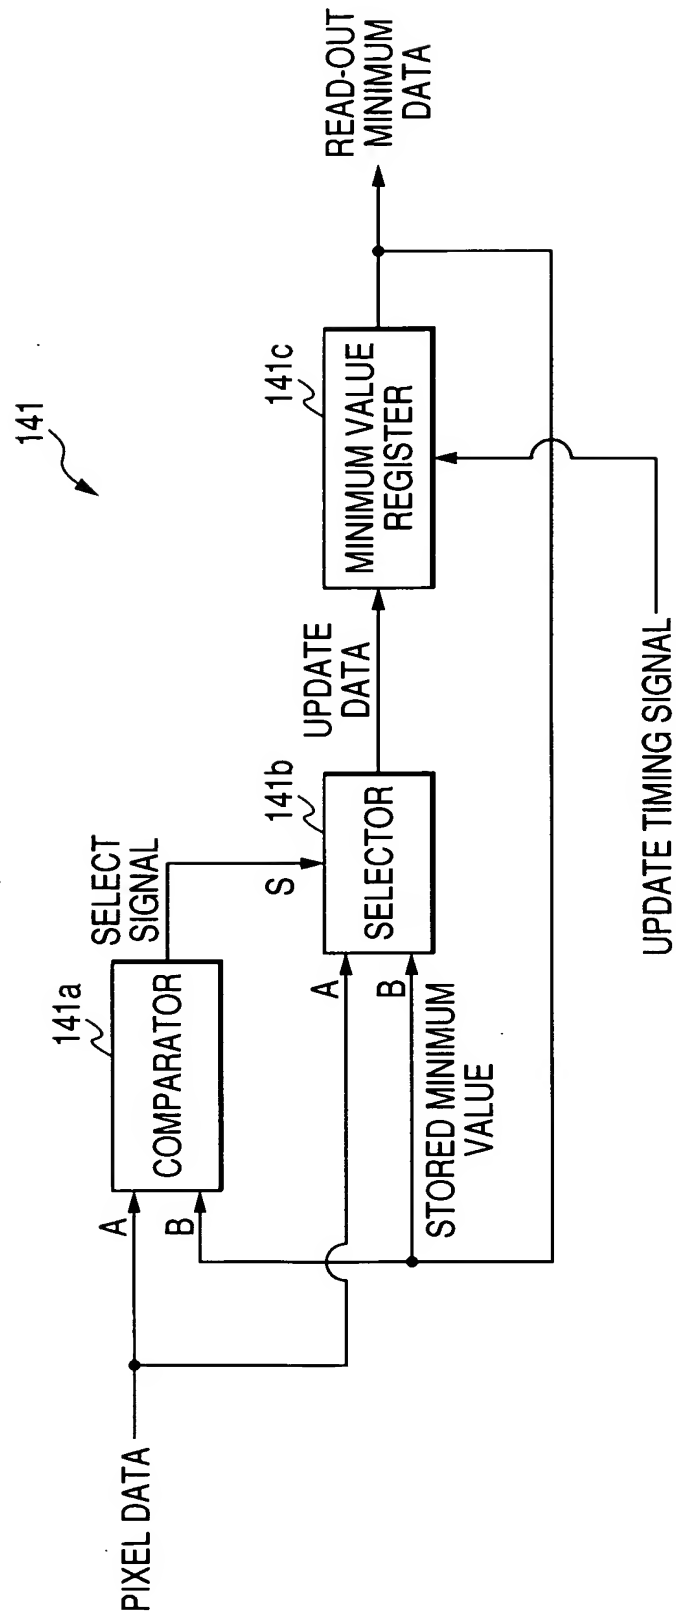 141
141a
COMPARATOR
A
B
PIXEL DATA
SELECT
SIGNAL
S
141b
SELECTOR
A
B
STORED MINIMUM
VALUE
UPDATE
DATA
141c
MINIMUM VALUE
REGISTER
READ-OUT
MINIMUM
DATA
UPDATE TIMING SIGNAL